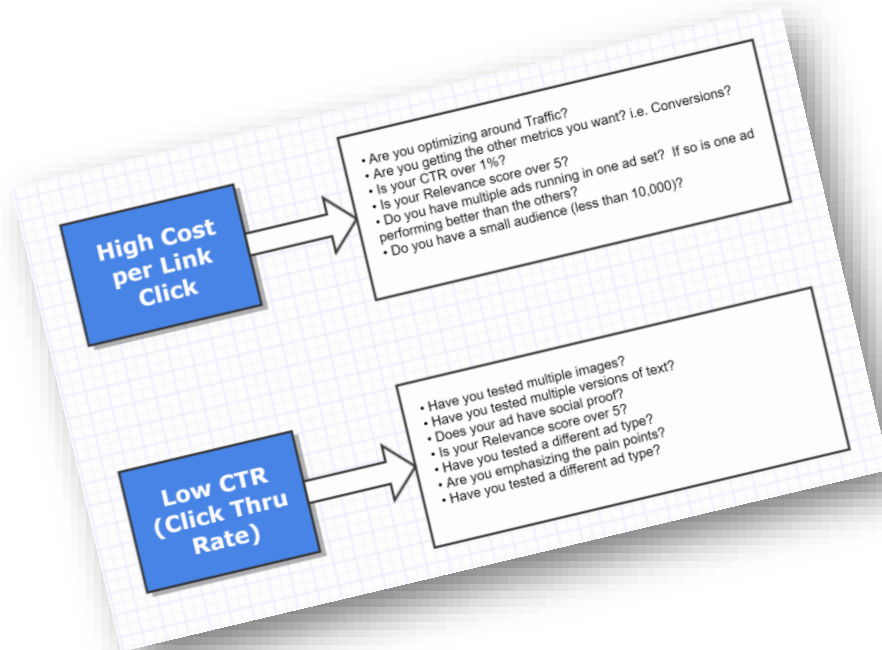 High Cost
per Link
Click
• Are you optimizing around Traffic?
• Are you getting the other metrics you want? i.e. Conversions?
• Is your CTR over 1%?
• Is your Relevance score over 5?
• Do you have multiple ads running in one ad set?  If so is one ad
performing better than the others?
• Do you have a small audience (less than 10,000)?
Low CTR
(Click Thru
Rate)
• Have you tested multiple images?
• Have you tested multiple versions of text?
• Does your ad have social proof?
• Is your Relevance score over 5?
• Have you tested a different ad type?
• Are you emphasizing the pain points?
• Have you tested a different ad type?